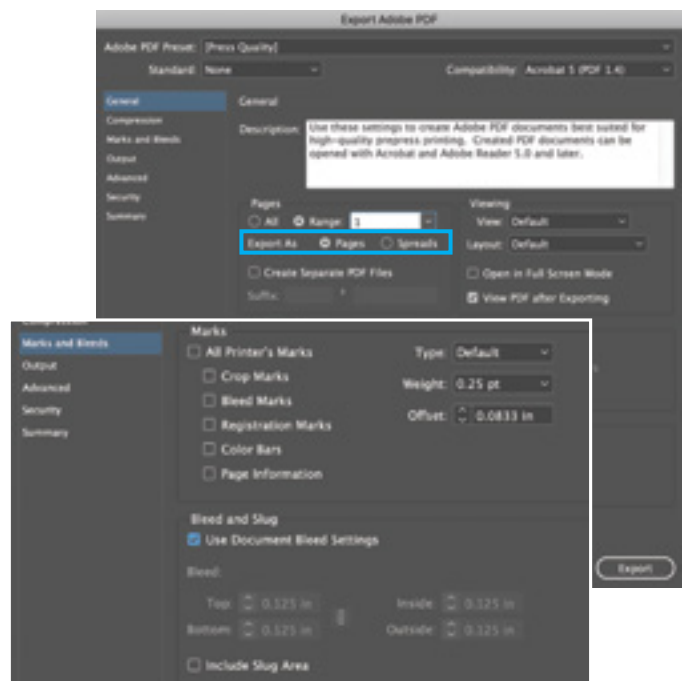 Export Adobe PDF
Adobe PDF Preset: [Press Quality]
Standard: None Compatibility: Acrobat 5 (PDF 1.4)
General
Compression
Marks and Bleeds
Output
Advanced
Security
Summary
General
Description: Use these settings to create Adobe PDF documents best suited for
high-quality prepress printing. Created PDF documents can be
opened with Acrobat and Adobe Reader 5.0 and later.
Pages
All Range: 1
Export As: Pages Spreads
Create Separate PDF Files
Suffix:
Viewing
View: Default
Layout: Default
Open in Full Screen Mode
View PDF after Exporting
Export
Compression
Marks and Bleeds
Output
Advanced
Security
Summary
Marks
All Printer's Marks
Crop Marks
Bleed Marks
Registration Marks
Color Bars
Page Information
Type: Default
Weight: 0.25 pt
Offset: 0.0833 in
Bleed and Slug
Use Document Bleed Settings
Bleed:
Top: 0.125 in Inside: 0.125 in
Bottom: 0.125 in Outside: 0.125 in
Include Slug Area